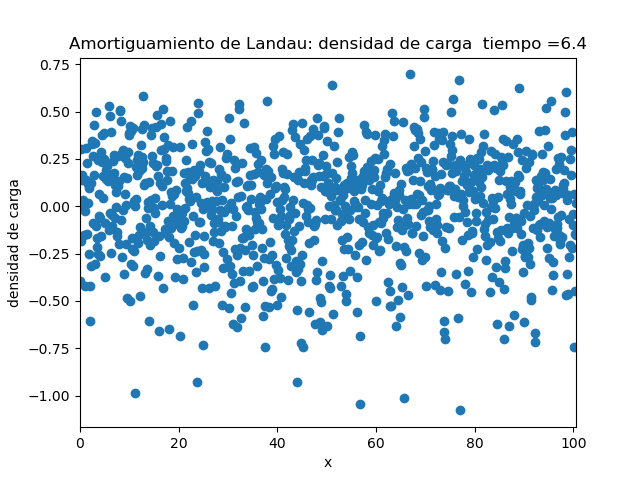 Amortiguamiento de Landau: densidad de carga  tiempo =6.4
0.75
0.50
0.25
0.00
−0.25
−0.50
−0.75
−1.00
densidad de carga
0 20 40 60 80 100
x